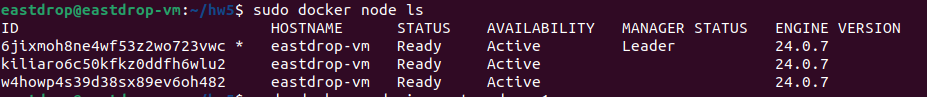 eastdrop@eastdrop-vm:~/hw5$ sudo docker node ls
ID HOSTNAME STATUS AVAILABILITY MANAGER STATUS ENGINE VERSION
6jixmoh8ne4wf53z2wo723vwc * eastdrop-vm Ready Active Leader 24.0.7
kiliaro6c50kfkz0ddfh6wlu2 eastdrop-vm Ready Active 24.0.7
w4howp4s39d38sx89ev6oh482 eastdrop-vm Ready Active 24.0.7